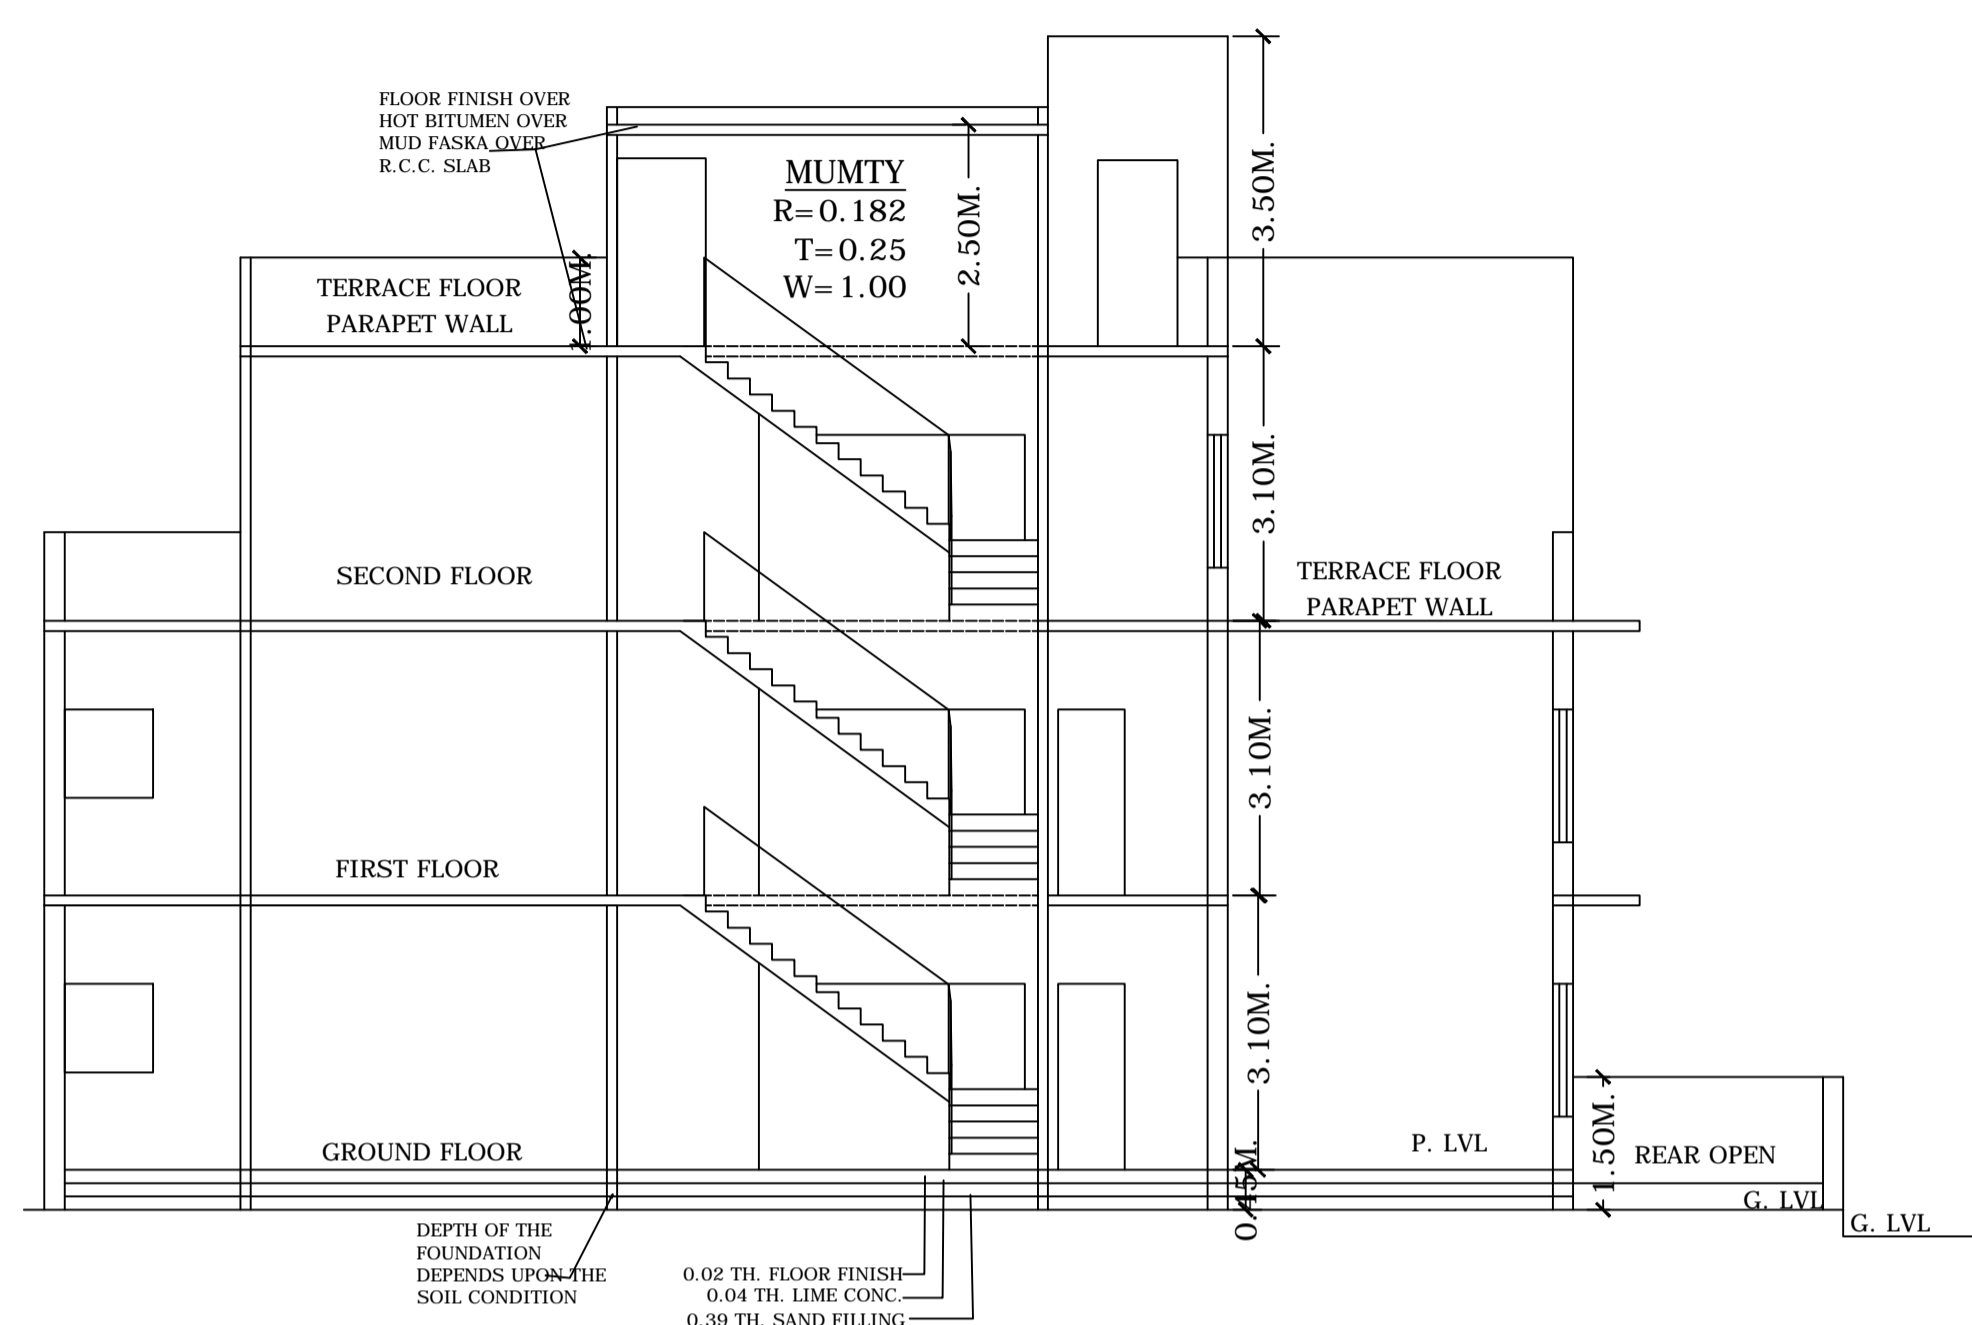 FLOOR FINISH OVER
HOT BITUMEN OVER
MUD FASKA OVER
R.C.C. SLAB
MUMTY
R=0.182
T=0.25
W=1.00
2.50M.
3.50M.
TERRACE FLOOR
PARAPET WALL
1.00M.
3.10M.
SECOND FLOOR
TERRACE FLOOR
PARAPET WALL
3.10M.
FIRST FLOOR
3.10M.
GROUND FLOOR
P. LVL
1.50M.
REAR OPEN
0.45M.
G. LVL
G. LVL
DEPTH OF THE
FOUNDATION
DEPENDS UPON THE
SOIL CONDITION
0.02 TH. FLOOR FINISH
0.04 TH. LIME CONC.
0.39 TH. SAND FILLING